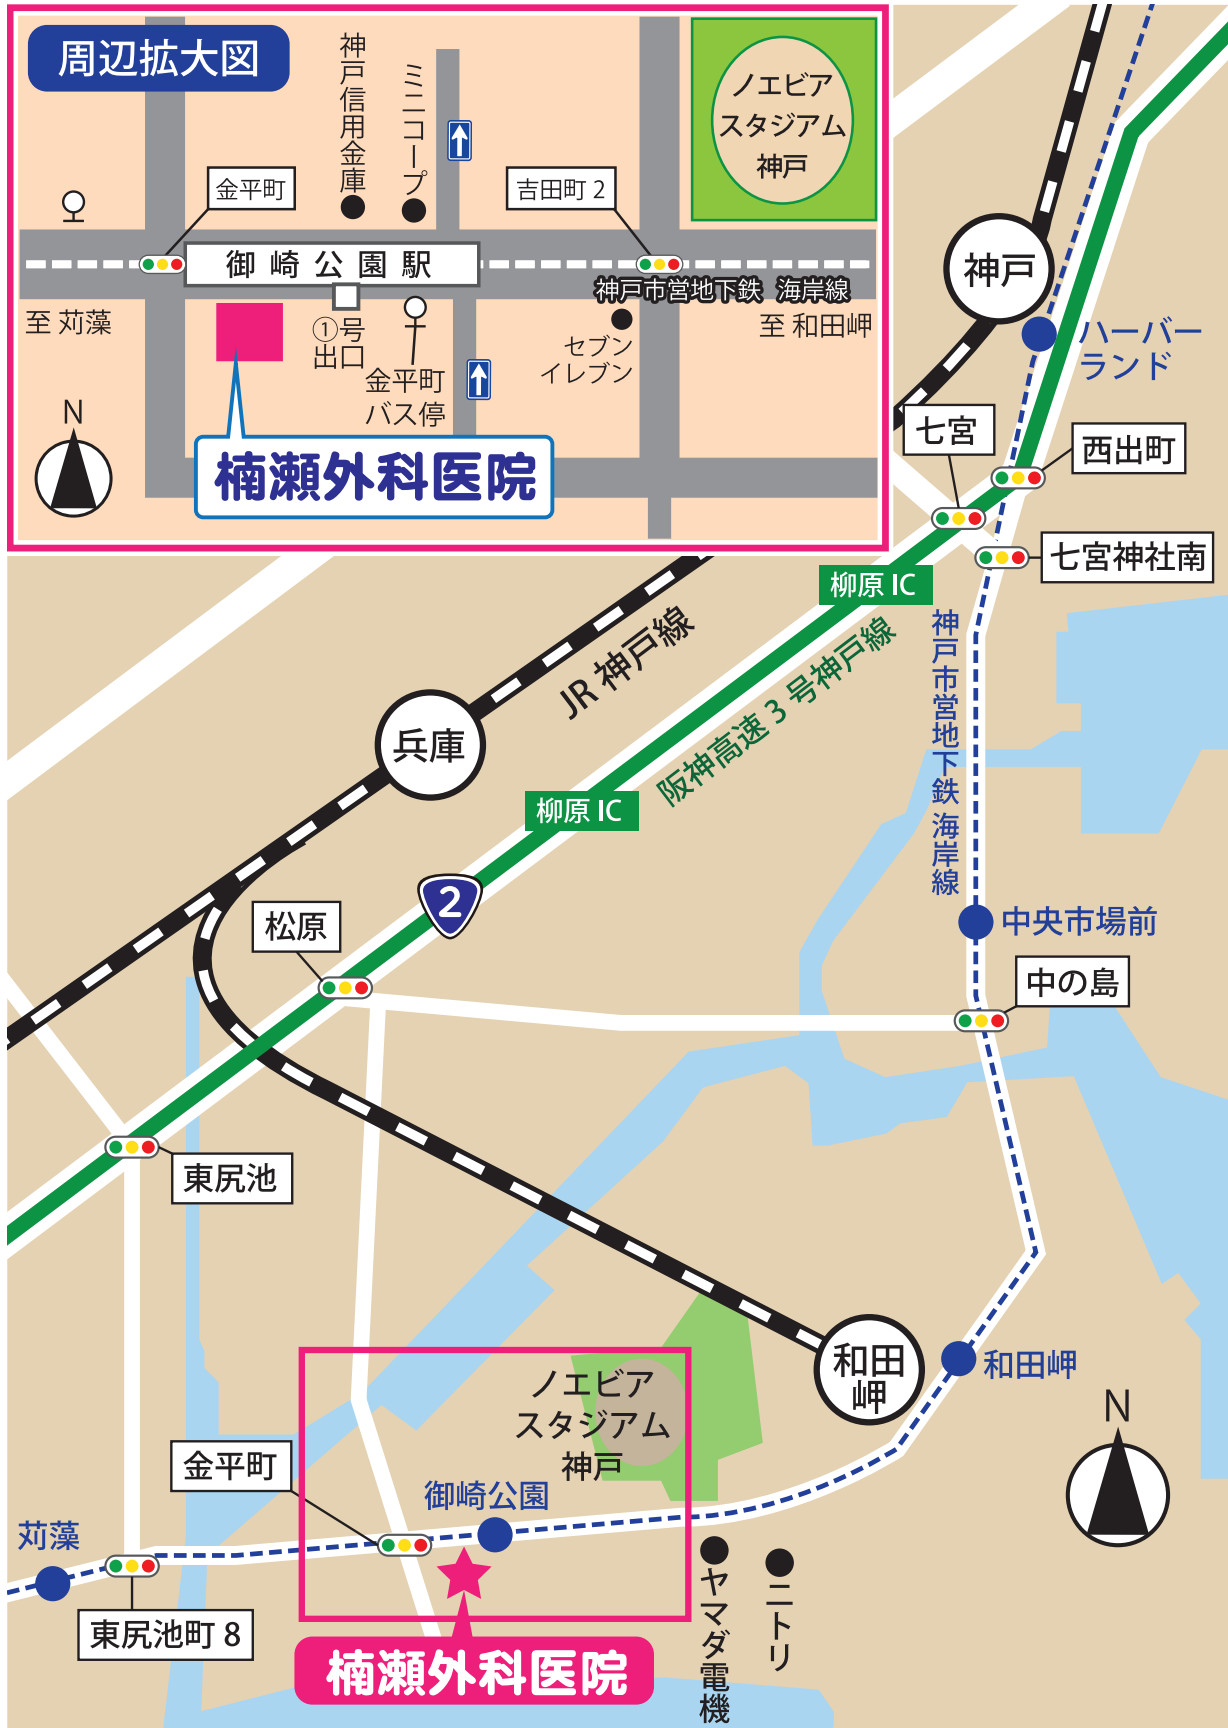 周辺拡大図
神戸信用金庫
ミニコープ
ノエビア
スタジアム
神戸
金平町
吉田町 2
御崎公園駅
神戸市営地下鉄 海岸線
至 苅藻
①号
出口
金平町
バス停
セブン
イレブン
至 和田岬
N
楠瀬外科医院
神戸
ハーバー
ランド
七宮
西出町
七宮神社南
柳原 IC
神戸市営地下鉄 海岸線
JR 神戸線
阪神高速 3 号神戸線
兵庫
柳原 IC
2
松原
中央市場前
中の島
東尻池
和田
岬
和田岬
ノエビア
スタジアム
神戸
N
金平町
御崎公園
苅藻
東尻池町 8
ヤマダ電機
ニトリ
楠瀬外科医院